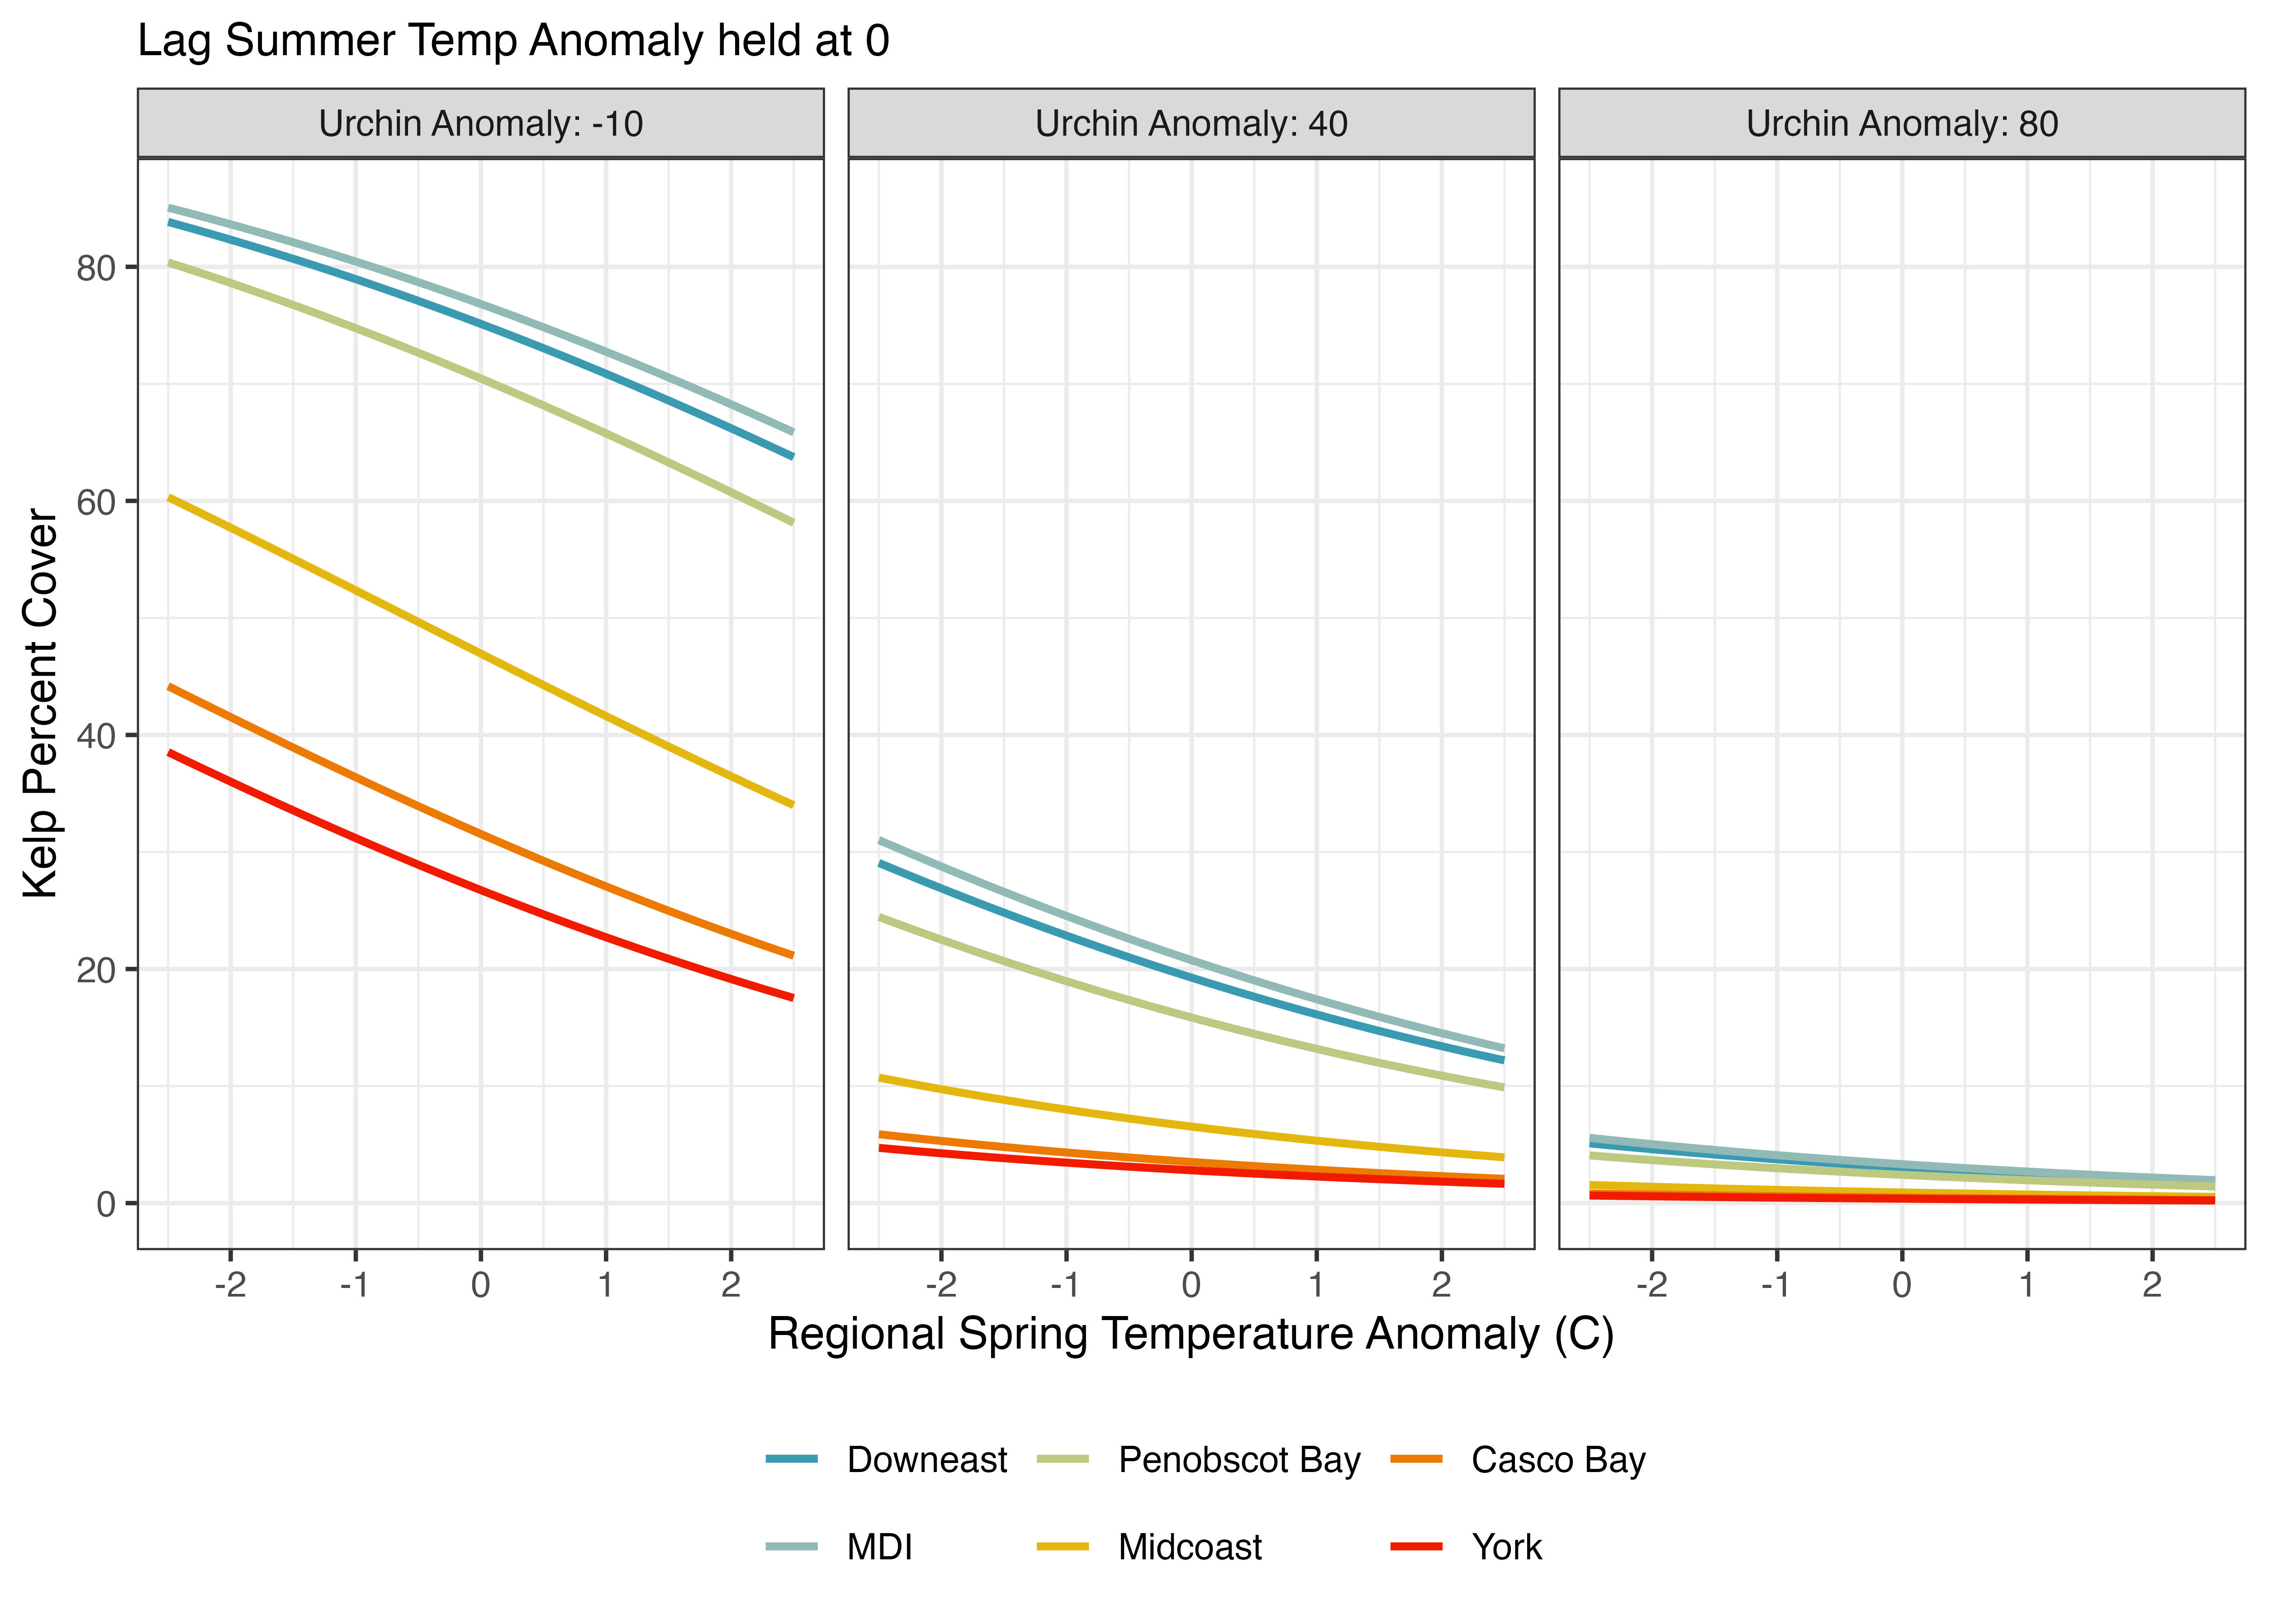 Lag Summer Temp Anomaly held at 0
Urchin Anomaly: -10
Urchin Anomaly: 40
Urchin Anomaly: 80
Kelp Percent Cover
80
60
40
20
0
-2 -1 0 1 2
-2 -1 0 1 2
-2 -1 0 1 2
Regional Spring Temperature Anomaly (C)
Downeast Penobscot Bay Casco Bay
MDI Midcoast York